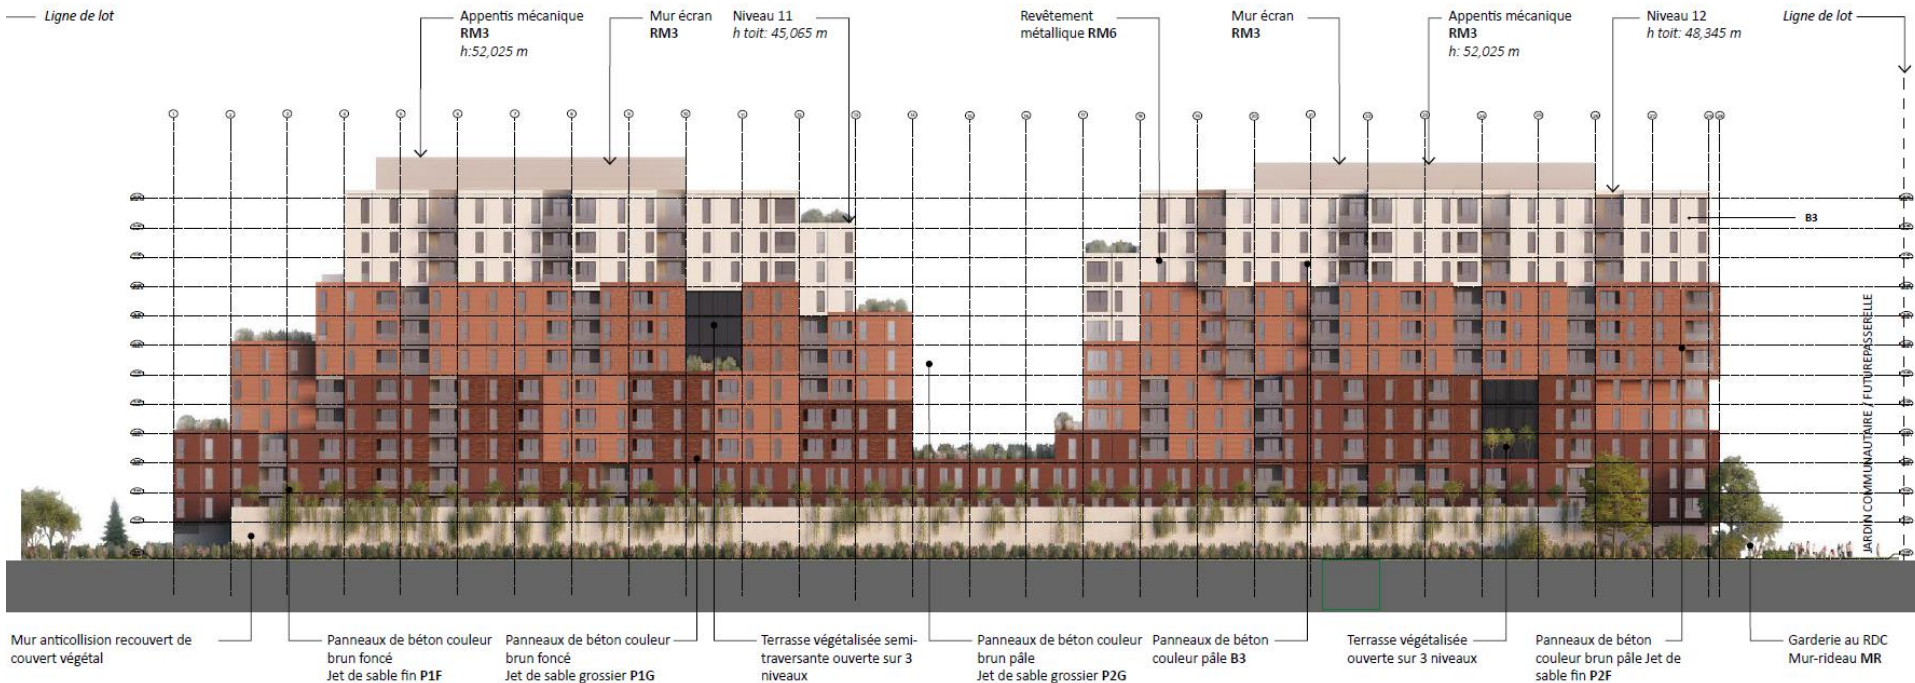 Ligne de lot
Appentis mécanique
RM3
h:52,025 m
Mur écran
RM3
Niveau 11
h toit: 45,065 m
Revêtement
métallique RM6
Mur écran
RM3
Appentis mécanique
RM3
h: 52,025 m
Niveau 12
h toit: 48,345 m
Ligne de lot
B3
JARDIN COMMUNAUTAIRE / FUTUREPASSERELLE
Mur anticollision recouvert de
couvert végétal
Panneaux de béton couleur
brun foncé
Jet de sable fin P1F
Panneaux de béton couleur
brun foncé
Jet de sable grossier P1G
Terrasse végétalisée semi-
traversante ouverte sur 3
niveaux
Panneaux de béton couleur
brun pâle
Jet de sable grossier P2G
Panneaux de béton
couleur pâle B3
Terrasse végétalisée
ouverte sur 3 niveaux
Panneaux de béton
couleur brun pâle Jet de
sable fin P2F
Garderie au RDC
Mur-rideau MR